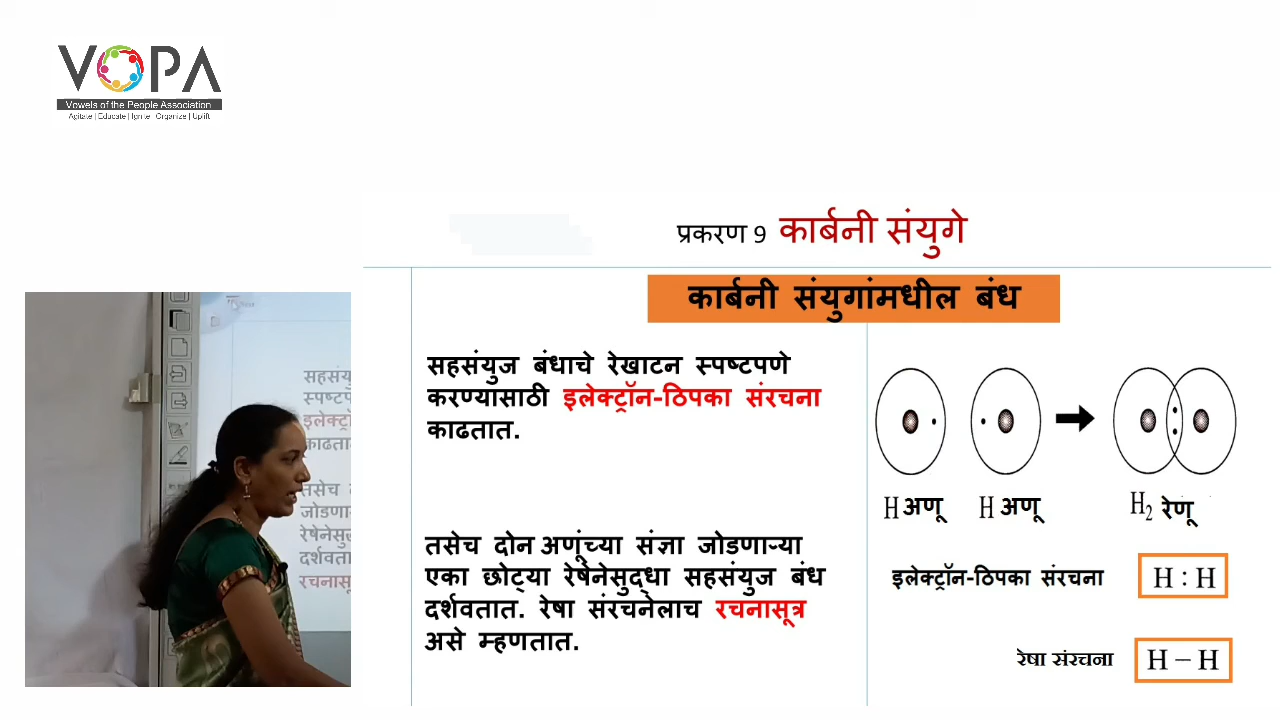 VOPA
Vowels of the People Association
Agitate | Educate | Ignite | Organize | Uplift
प्रकरण 9 कार्बनी संयुगे
कार्बनी संयुगांमधील बंध
सहसंयुज बंधाचे रेखाटन स्पष्टपणे
करण्यासाठी इलेक्ट्रॉन-ठिपका संरचना
काढतात.
तसेच दोन अणूंच्या संज्ञा जोडणाऱ्या
एका छोट्या रेषेनेसुद्धा सहसंयुज बंध
दर्शवतात. रेषा संरचनेलाच रचनासूत्र
असे म्हणतात.
H अणू H अणू H₂ रेणू
इलेक्ट्रॉन-ठिपका संरचना H : H
रेषा संरचना H – H